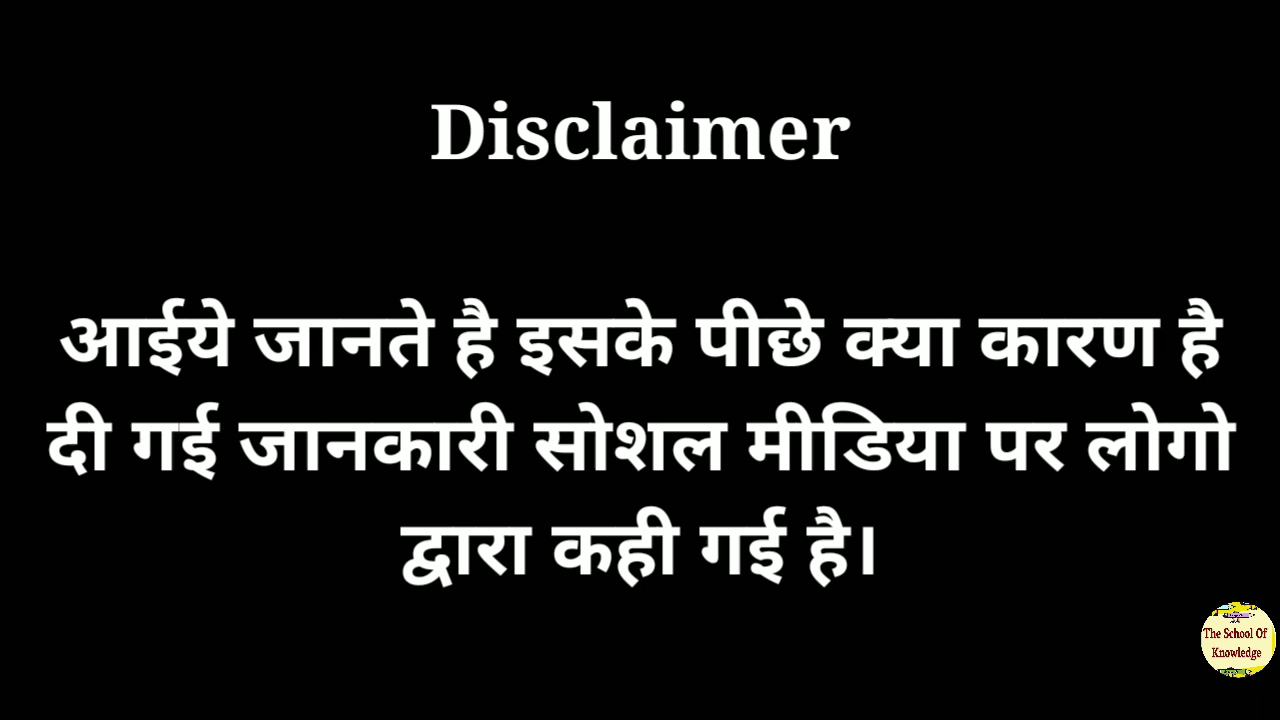 Disclaimer
आईये जानते है इसके पीछे क्या कारण है
दी गई जानकारी सोशल मीडिया पर लोगो
द्वारा कही गई है।
The School Of
Knowledge